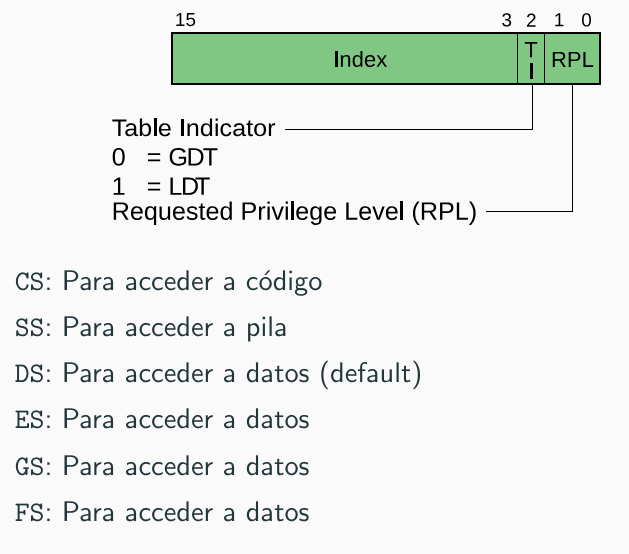 15 3 2 1 0
Index TI RPL
Table Indicator
0 = GDT
1 = LDT
Requested Privilege Level (RPL)
CS: Para acceder a código
SS: Para acceder a pila
DS: Para acceder a datos (default)
ES: Para acceder a datos
GS: Para acceder a datos
FS: Para acceder a datos